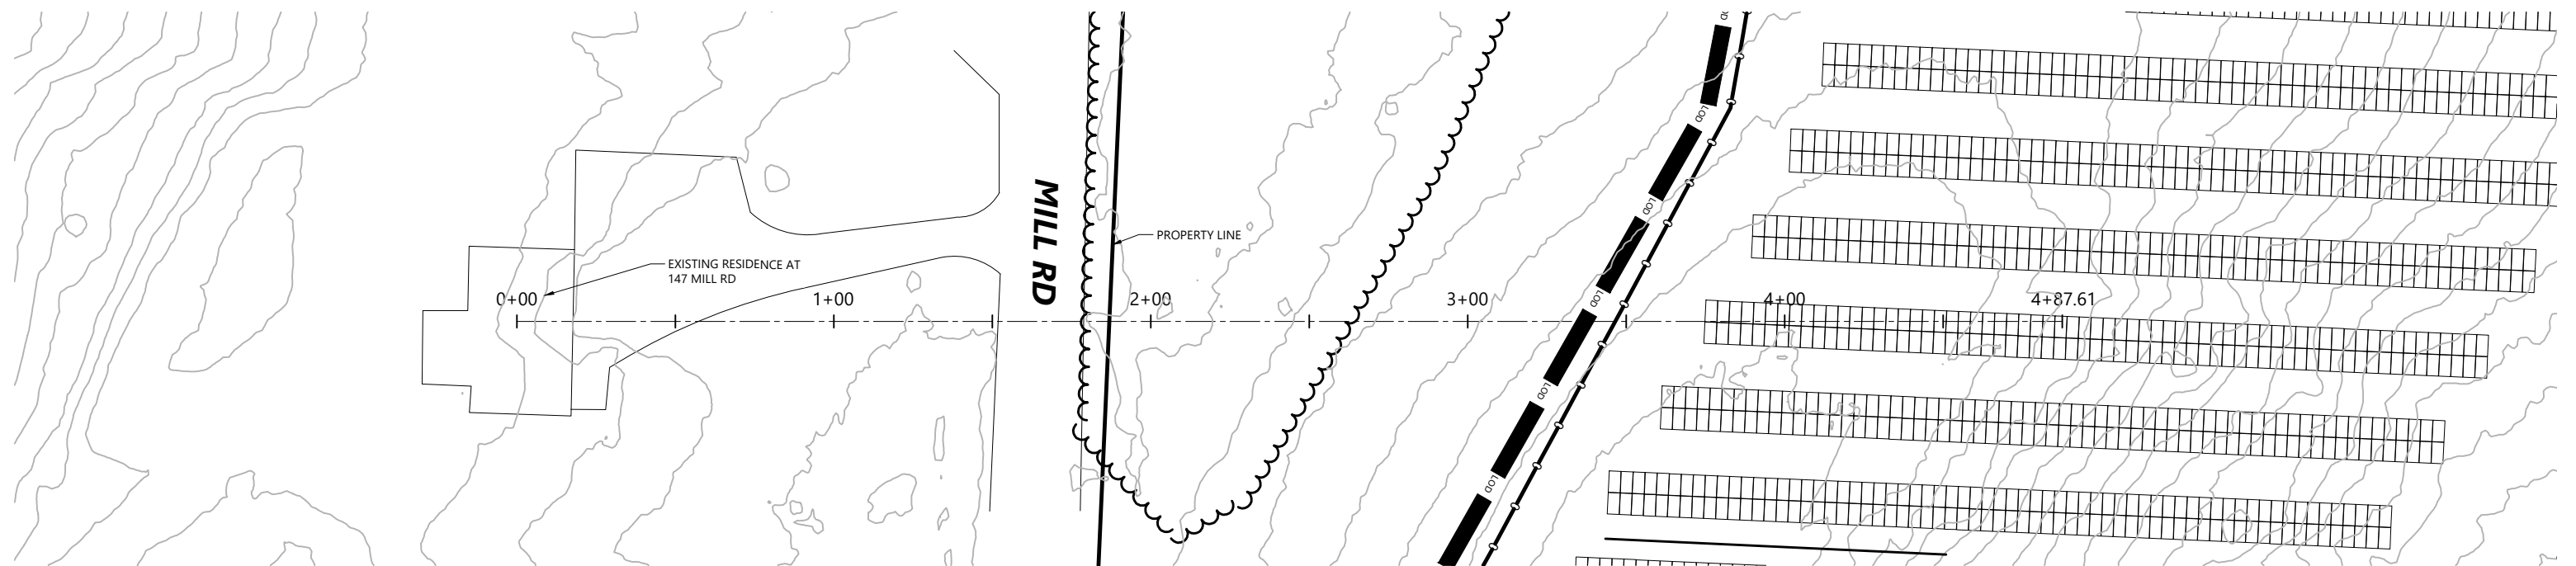 LOD
LOD
MILL RD
LOD
PROPERTY LINE
EXISTING RESIDENCE AT
147 MILL RD
0+00
1+00
2+00
3+00
LOD
4+00
4+87.61
LOD
LOD